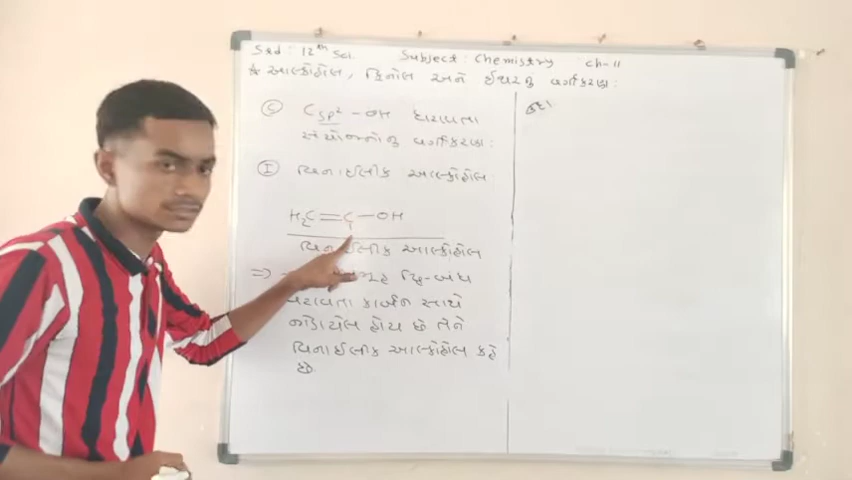 Std : 12th Sci. Subject : Chemistry ch-11
* આલ્કોહોલ, ફિનોલ અને ઈથરનુ વર્ગીકરણ :
(C) Csp² - OH ધરાવતા
સંયોજનોનુ વર્ગીકરણ :
(I) વિનાઈલીક આલ્કોહોલ
H₂C = C - OH
વિનાઈલીક આલ્કોહોલ
=> દ્વિ-બંધ
ધરાવતા કાર્બન સાથે
જોડાયેલ હોય છે તેને
વિનાઈલીક આલ્કોહોલ કહે
છે.